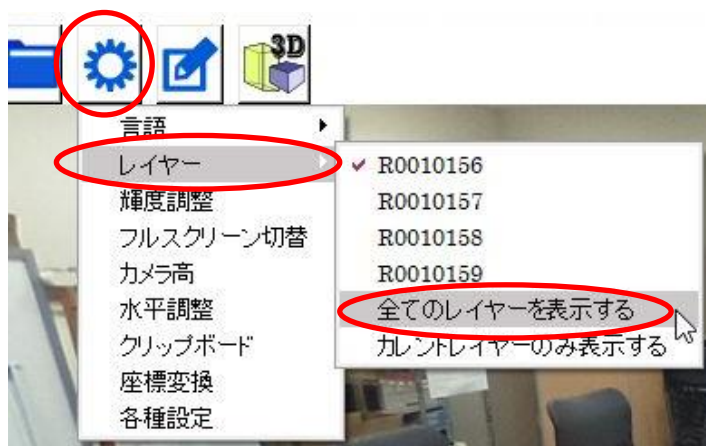 3D
言語
レイヤー
輝度調整
フルスクリーン切替
カメラ高
水平調整
クリップボード
座標変換
各種設定
R0010156
R0010157
R0010158
R0010159
全てのレイヤーを表示する
カレントレイヤーのみ表示する